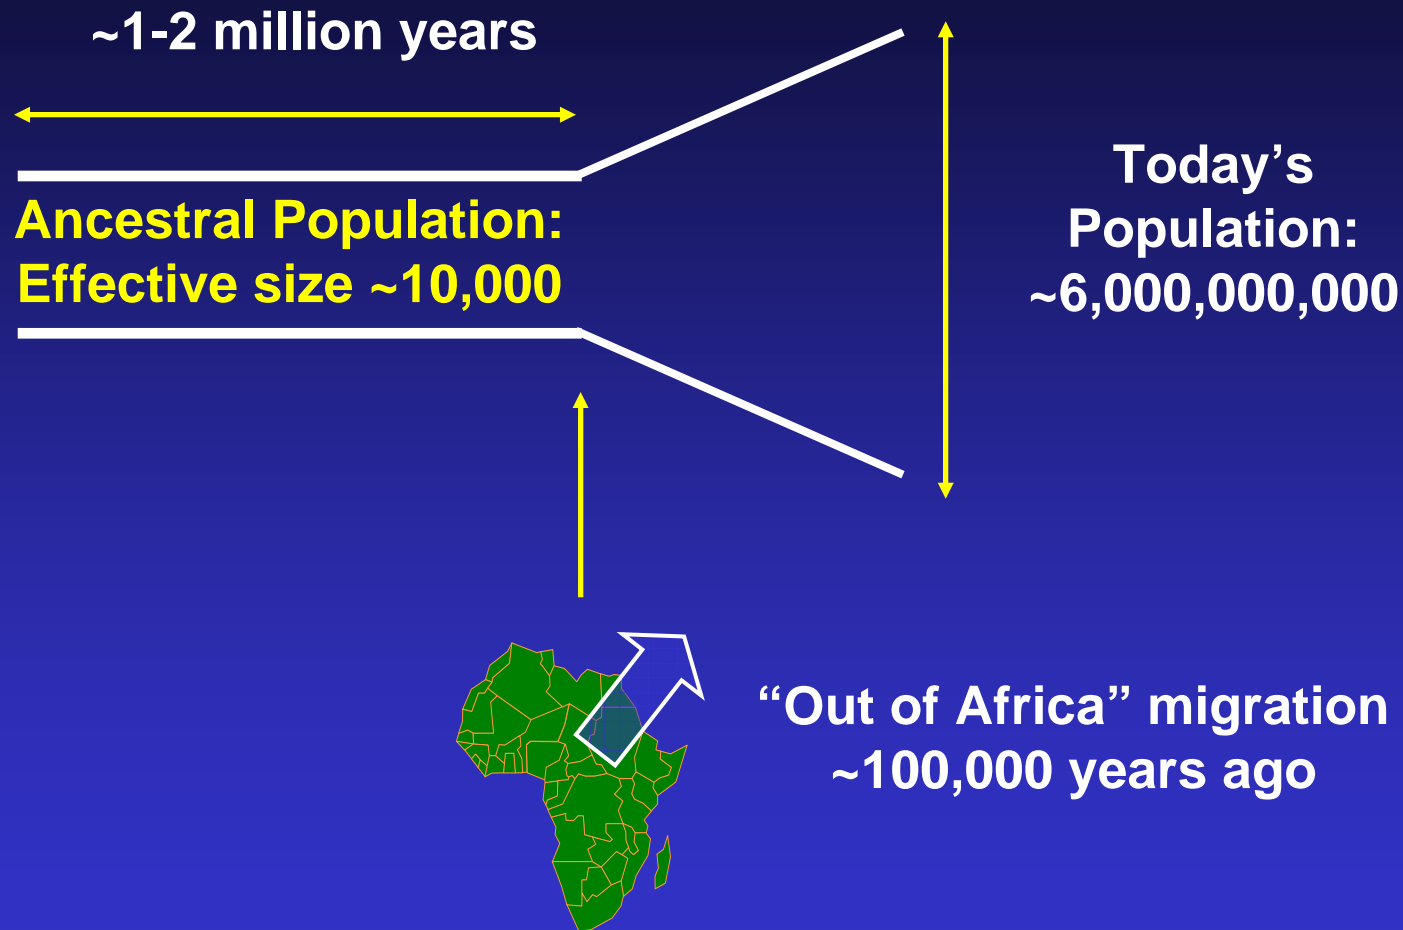 ~1-2 million years
Ancestral Population:
Effective size ~10,000
Today’s
Population:
~6,000,000,000
“Out of Africa” migration
~100,000 years ago